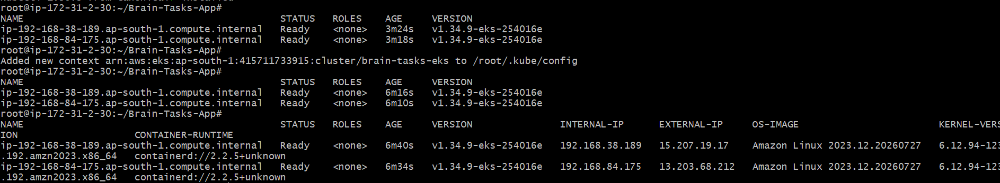 root@ip-172-31-2-30:~/Brain-Tasks-App#
NAME STATUS ROLES AGE VERSION
ip-192-168-38-189.ap-south-1.compute.internal Ready <none> 3m24s v1.34.9-eks-254016e
ip-192-168-84-175.ap-south-1.compute.internal Ready <none> 3m18s v1.34.9-eks-254016e
root@ip-172-31-2-30:~/Brain-Tasks-App#
Added new context arn:aws:eks:ap-south-1:415711733915:cluster/brain-tasks-eks to /root/.kube/config
root@ip-172-31-2-30:~/Brain-Tasks-App#
NAME STATUS ROLES AGE VERSION
ip-192-168-38-189.ap-south-1.compute.internal Ready <none> 6m16s v1.34.9-eks-254016e
ip-192-168-84-175.ap-south-1.compute.internal Ready <none> 6m10s v1.34.9-eks-254016e
root@ip-172-31-2-30:~/Brain-Tasks-App#
NAME STATUS ROLES AGE VERSION INTERNAL-IP EXTERNAL-IP OS-IMAGE KERNEL-VERS
ION CONTAINER-RUNTIME
ip-192-168-38-189.ap-south-1.compute.internal Ready <none> 6m40s v1.34.9-eks-254016e 192.168.38.189 15.207.19.17 Amazon Linux 2023.12.20260727 6.12.94-123
.192.amzn2023.x86_64 containerd://2.2.5+unknown
ip-192-168-84-175.ap-south-1.compute.internal Ready <none> 6m34s v1.34.9-eks-254016e 192.168.84.175 13.203.68.212 Amazon Linux 2023.12.20260727 6.12.94-123
.192.amzn2023.x86_64 containerd://2.2.5+unknown